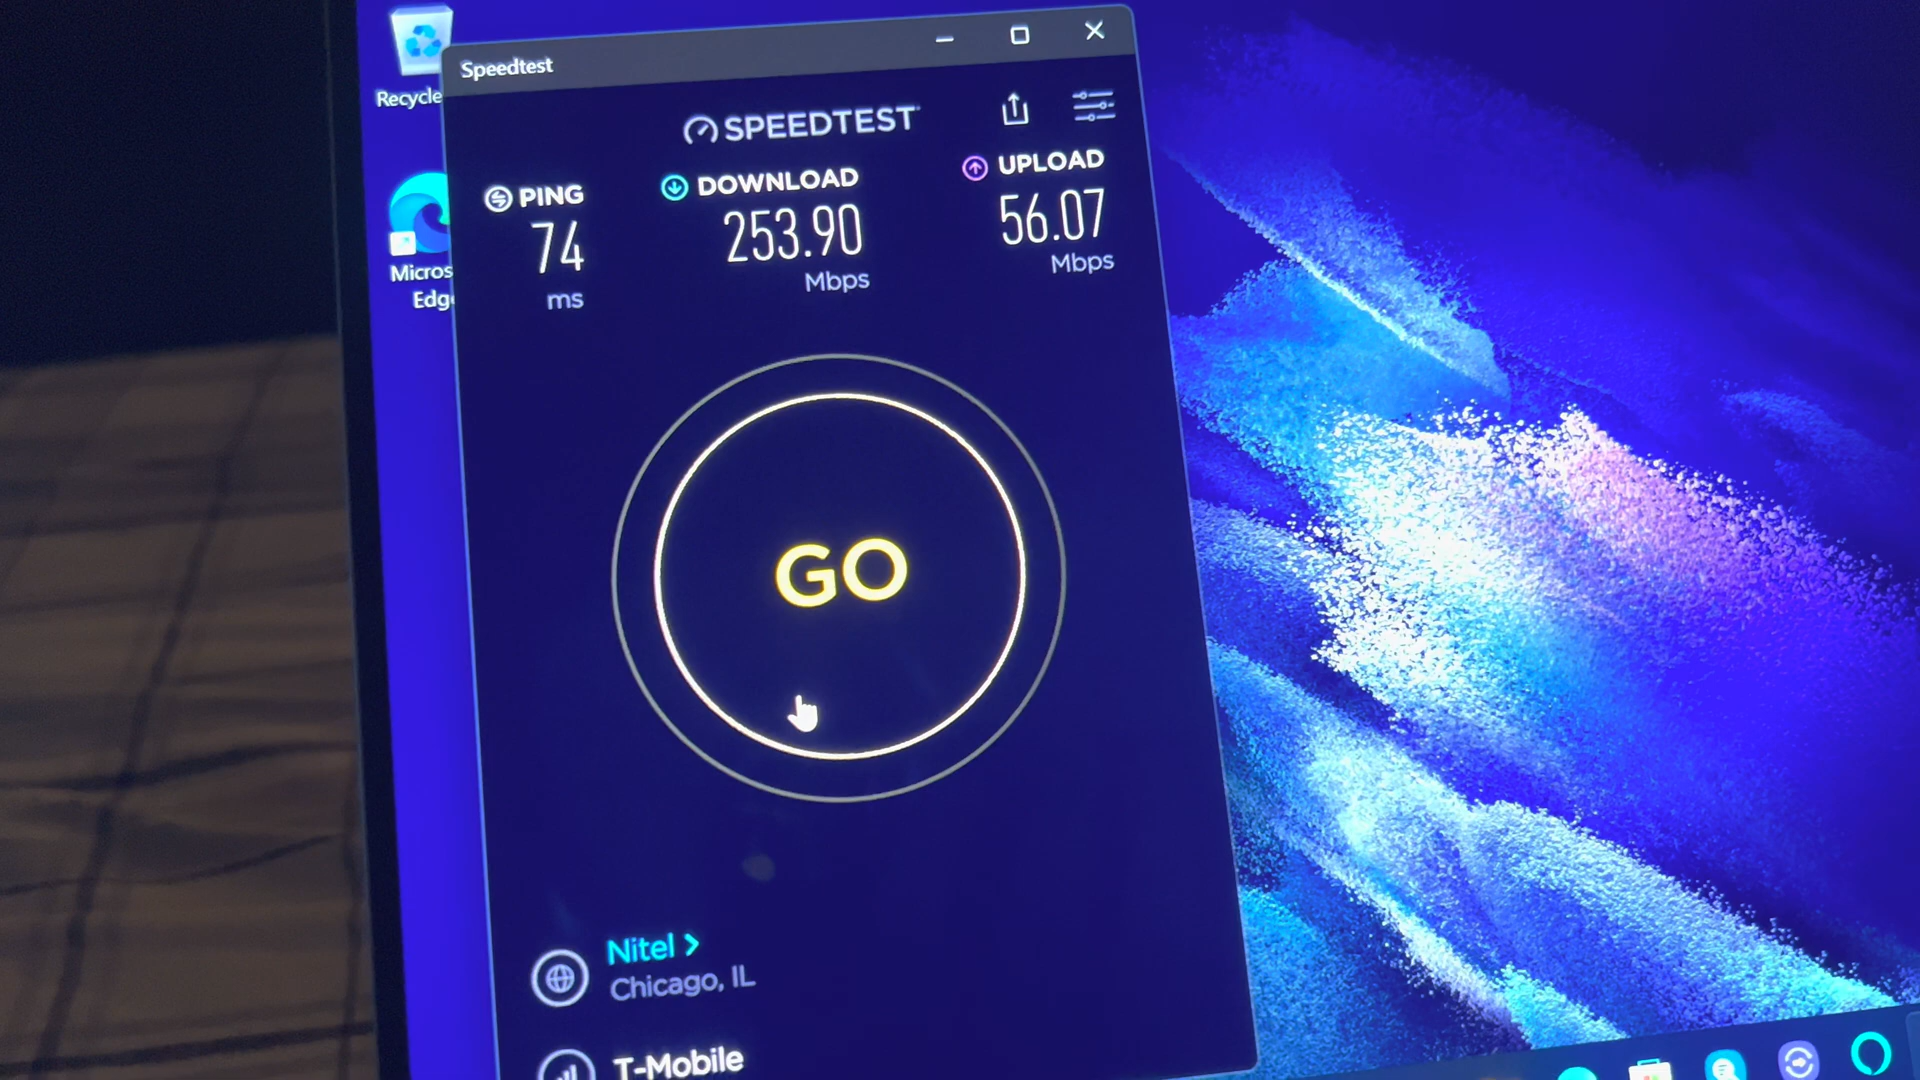 Recycle
Speedtest
SPEEDTEST
PING
DOWNLOAD
UPLOAD
74
253.90
56.07
ms
Mbps
Mbps
Micros
Edge
GO
Nitel >
Chicago, IL
T-Mobile